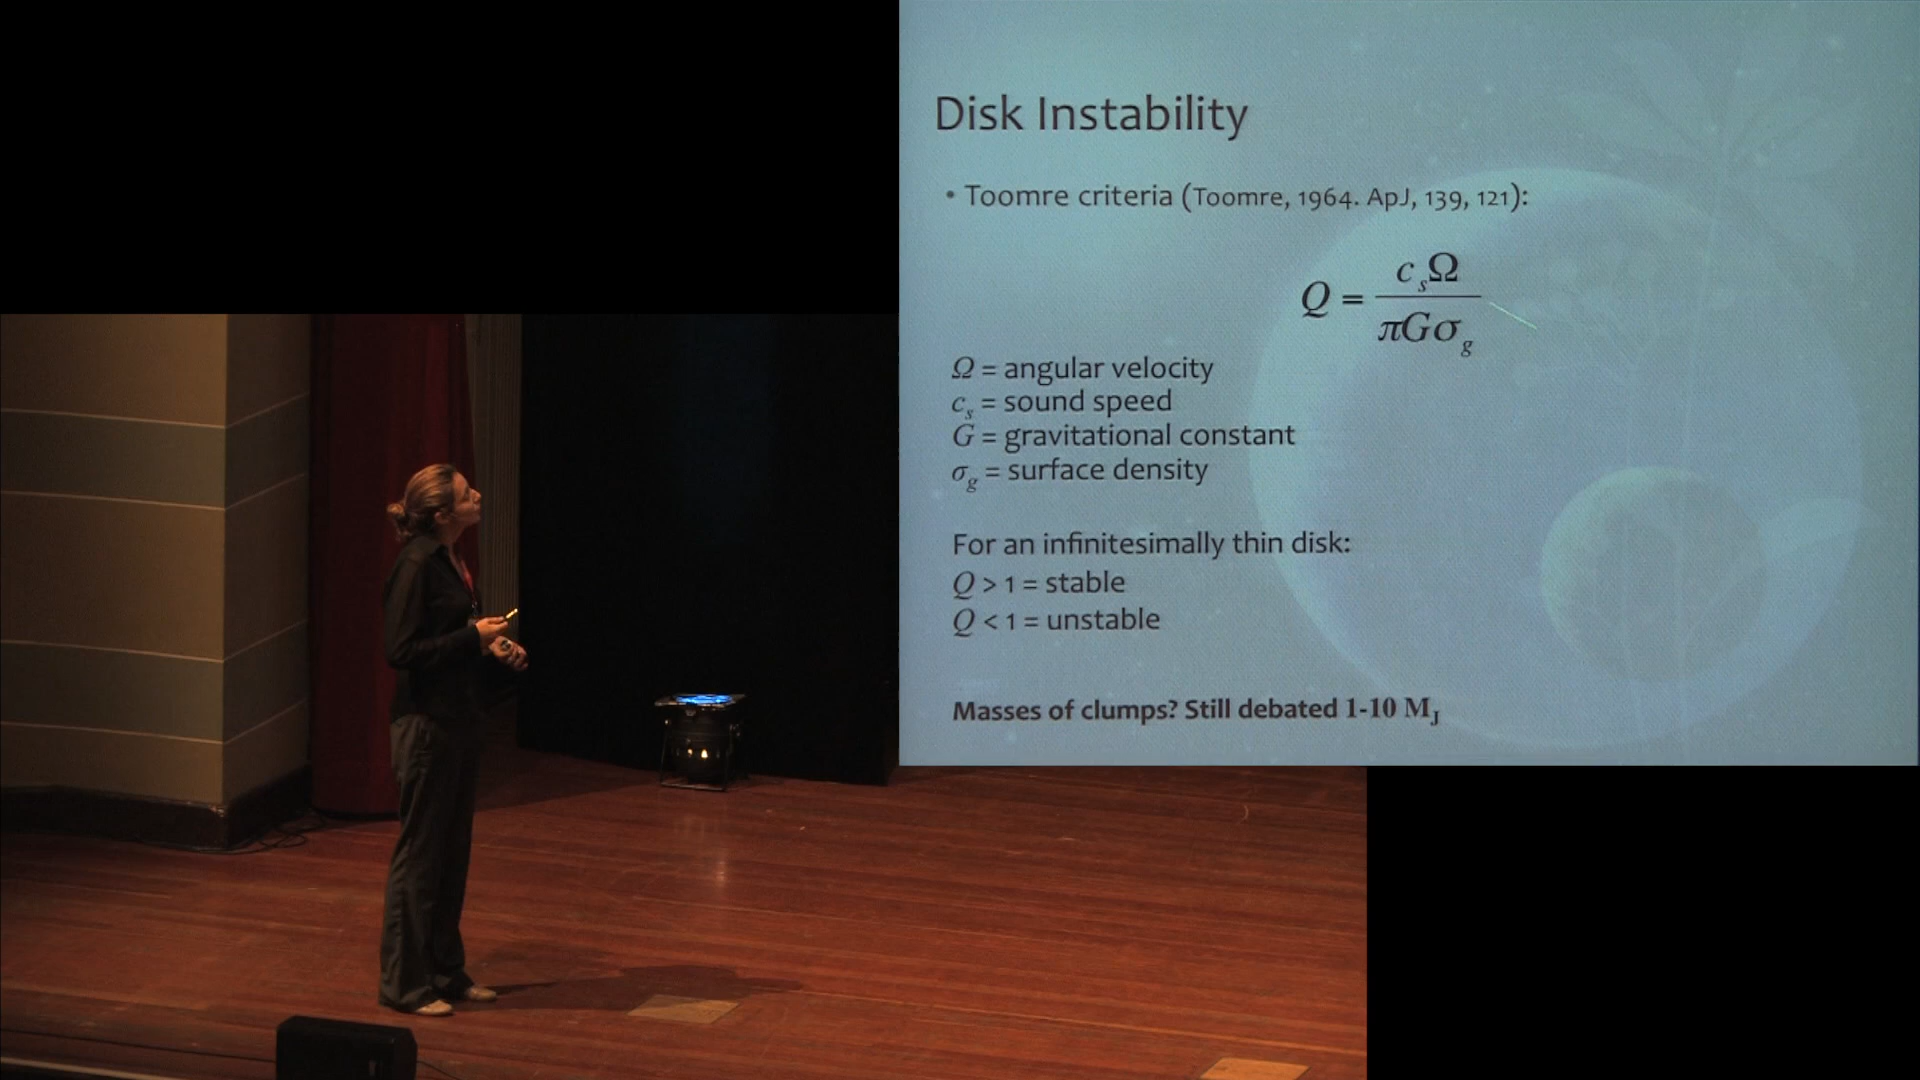 Disk Instability
• Toomre criteria (Toomre, 1964. ApJ, 139, 121):
Q = c_sΩ / πGσ_g
Ω = angular velocity
c_s = sound speed
G = gravitational constant
σ_g = surface density
For an infinitesimally thin disk:
Q > 1 = stable
Q < 1 = unstable
Masses of clumps? Still debated 1-10 M_J